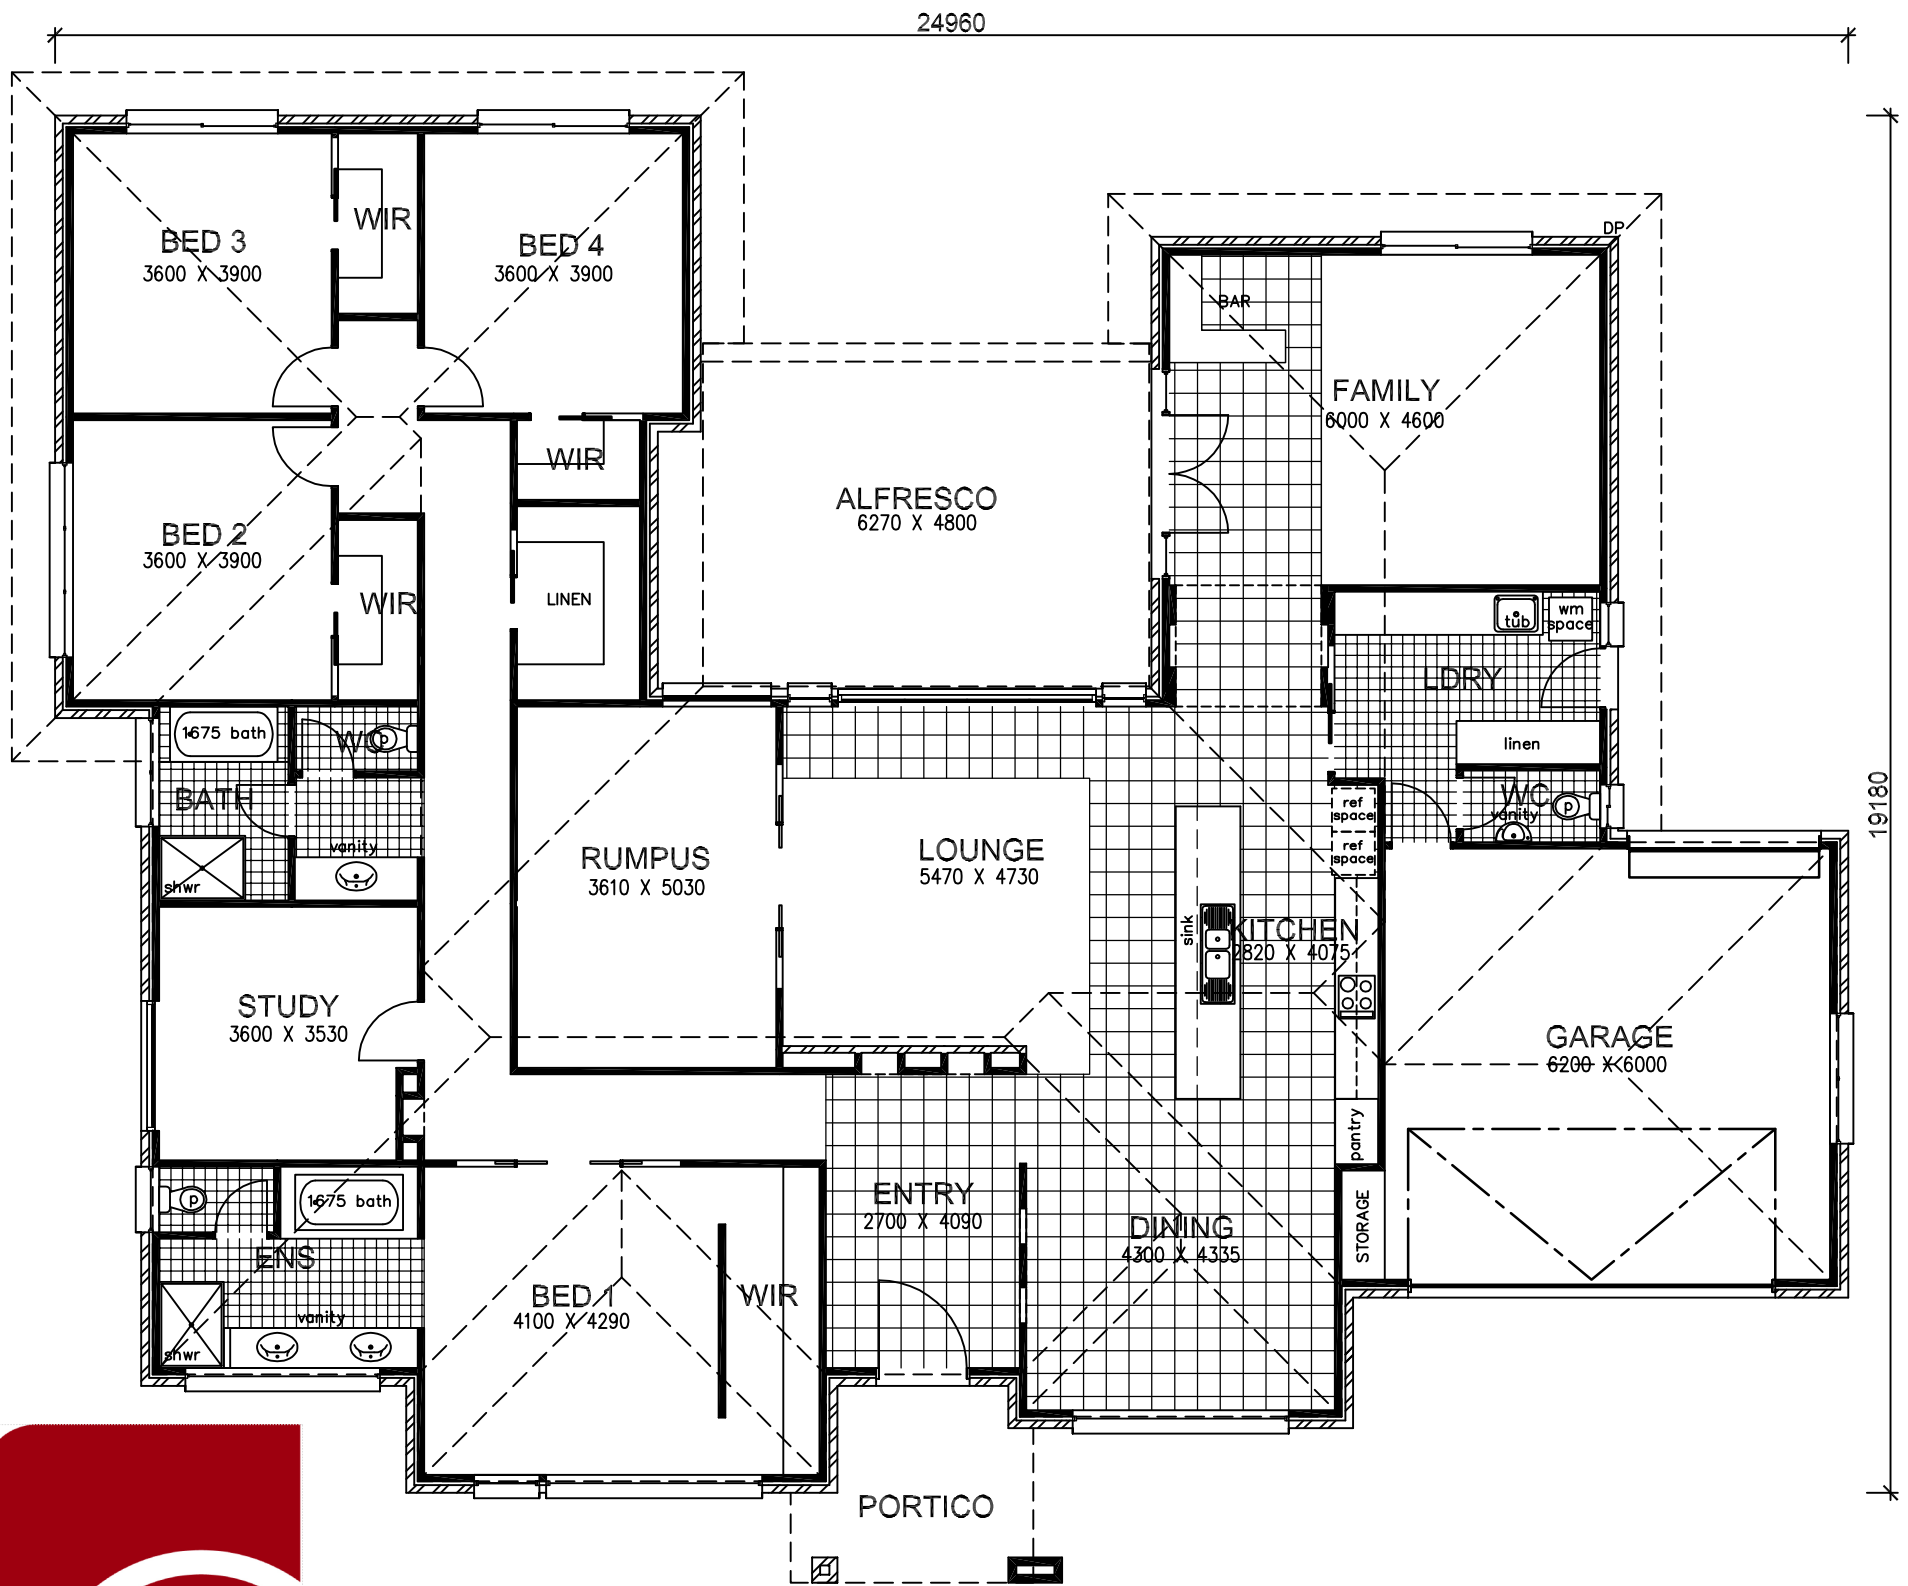 24960
DP
WIR
BED 3
3600 X 3900
BED 4
3600 X 3900
BAR
FAMILY
6000 X 4600
WIR
ALFRESCO
6270 X 4800
BED 2
3600 X 3900
WIR
LINEN
tub
wm
space
LDRY
1675 bath
WC
linen
BATH
WC
vanity
ref
space
ref
space
19180
vanity
shwr
RUMPUS
3610 X 5030
LOUNGE
5470 X 4730
sink
KITCHEN
2820 X 4075
STUDY
3600 X 3530
GARAGE
6200 X 6000
pantry
p
p
p
1675 bath
ENTRY
2700 X 4090
DINING
4300 X 4335
STORAGE
ENS
vanity
shwr
BED 1
4100 X 4290
WIR
PORTICO